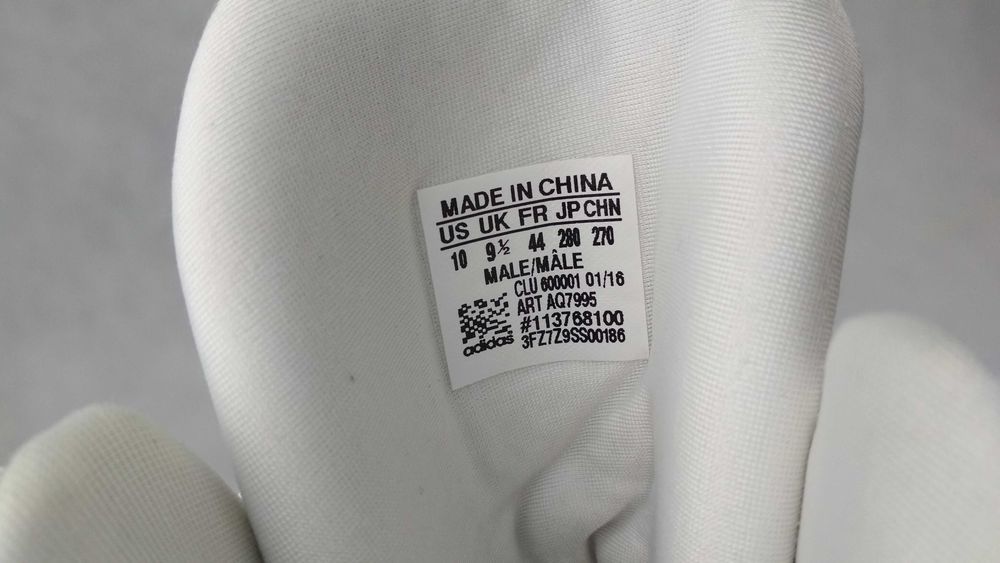 MADE IN CHINA
US UK FR JP CHN
10 9½ 44 280 270
MALE/MÂLE
CLU 600001 01/16
ART AQ7995
#113768100
adidas 3FZ7Z9SS00186